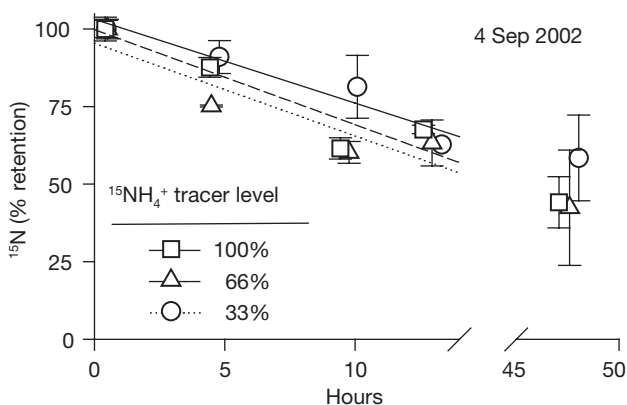 4 Sep 2002
100
75
50
25
0
¹⁵N (% retention)
¹⁵NH₄⁺ tracer level
100%
66%
33%
0 5 10 45 50
Hours